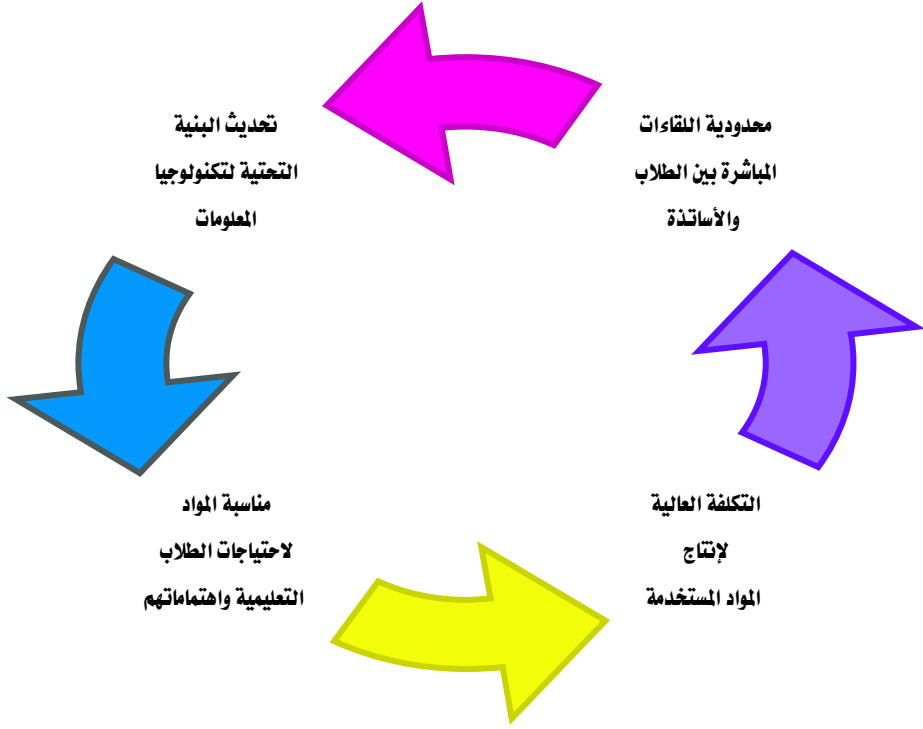 محدودية اللقاءات
المباشرة بين الطلاب
والأساتذة
تحديث البنية
التحتية لتكنولوجيا
المعلومات
مناسبة المواد
لاحتياجات الطلاب
التعليمية واهتماماتهم
التكلفة العالية
لإنتاج
المواد المستخدمة